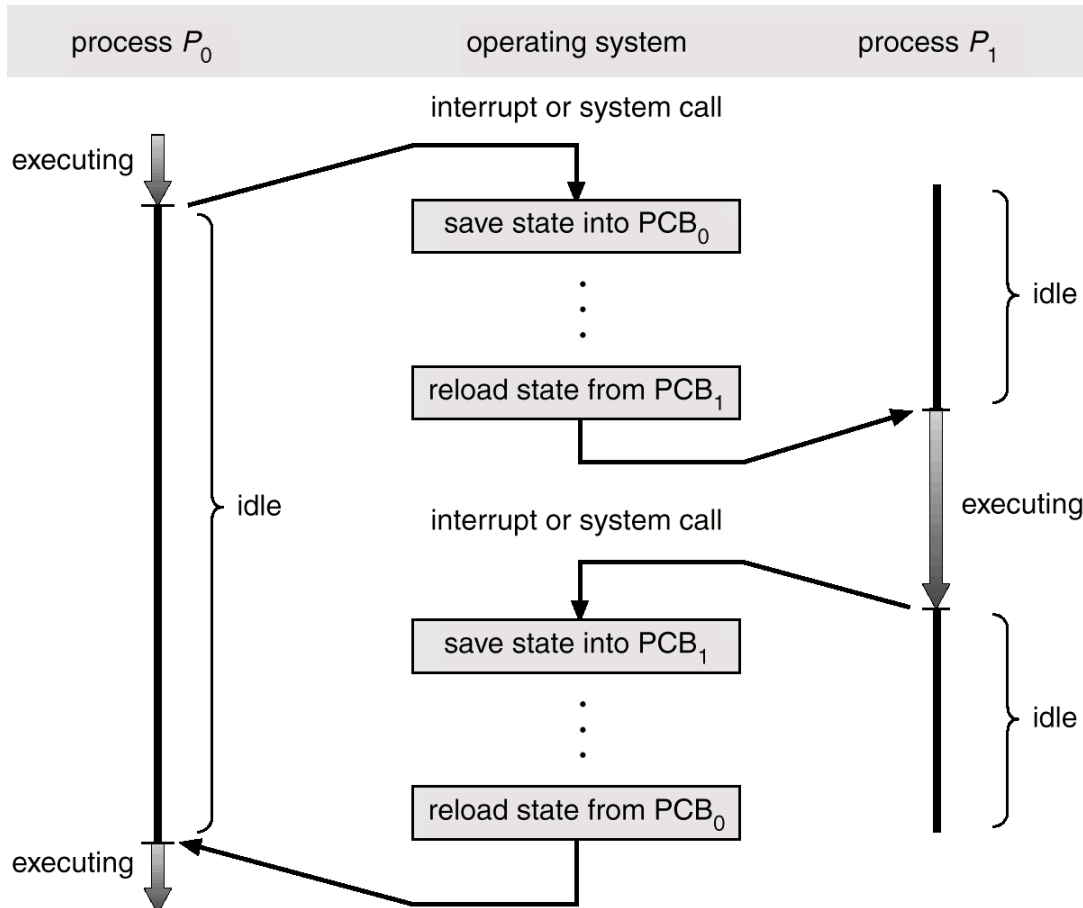 process P₀
operating system
process P₁
interrupt or system call
executing
save state into PCB₀
idle
reload state from PCB₁
idle
executing
interrupt or system call
save state into PCB₁
idle
reload state from PCB₀
executing